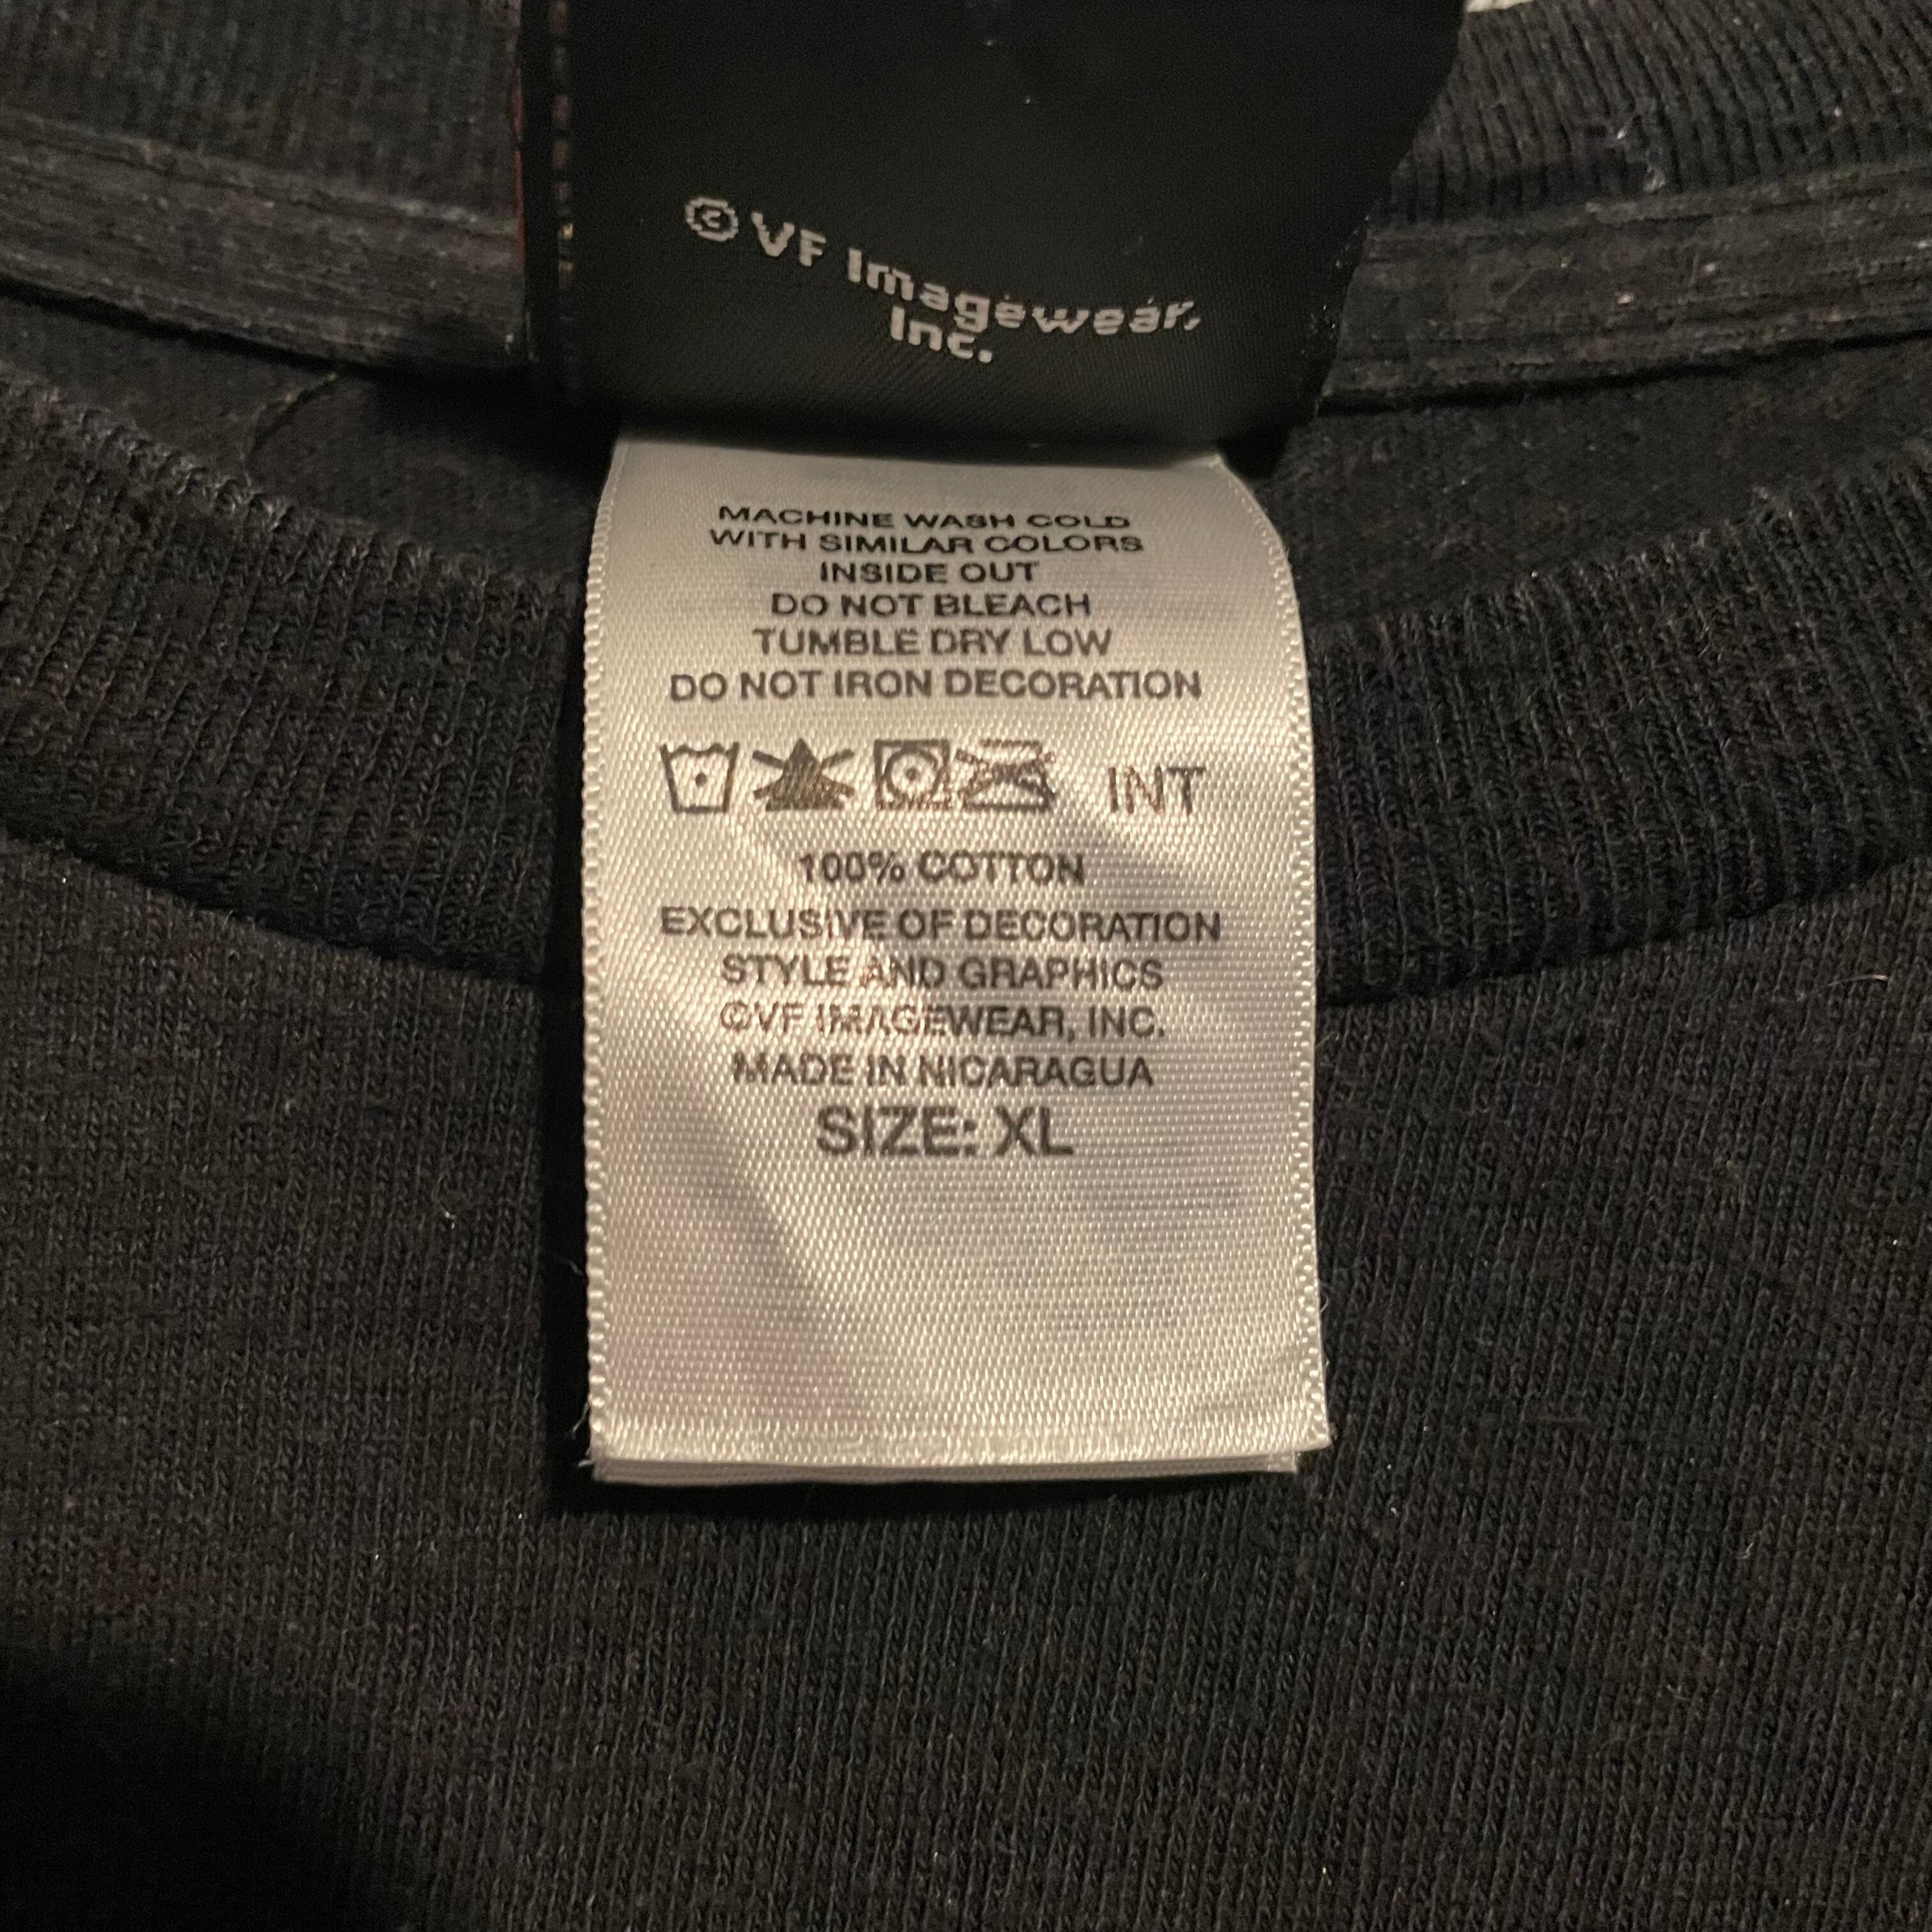 © VF Imagewear,
Inc.
MACHINE WASH COLD
WITH SIMILAR COLORS
INSIDE OUT
DO NOT BLEACH
TUMBLE DRY LOW
DO NOT IRON DECORATION
INT
100% COTTON
EXCLUSIVE OF DECORATION
STYLE AND GRAPHICS
©VF IMAGEWEAR, INC.
MADE IN NICARAGUA
SIZE: XL